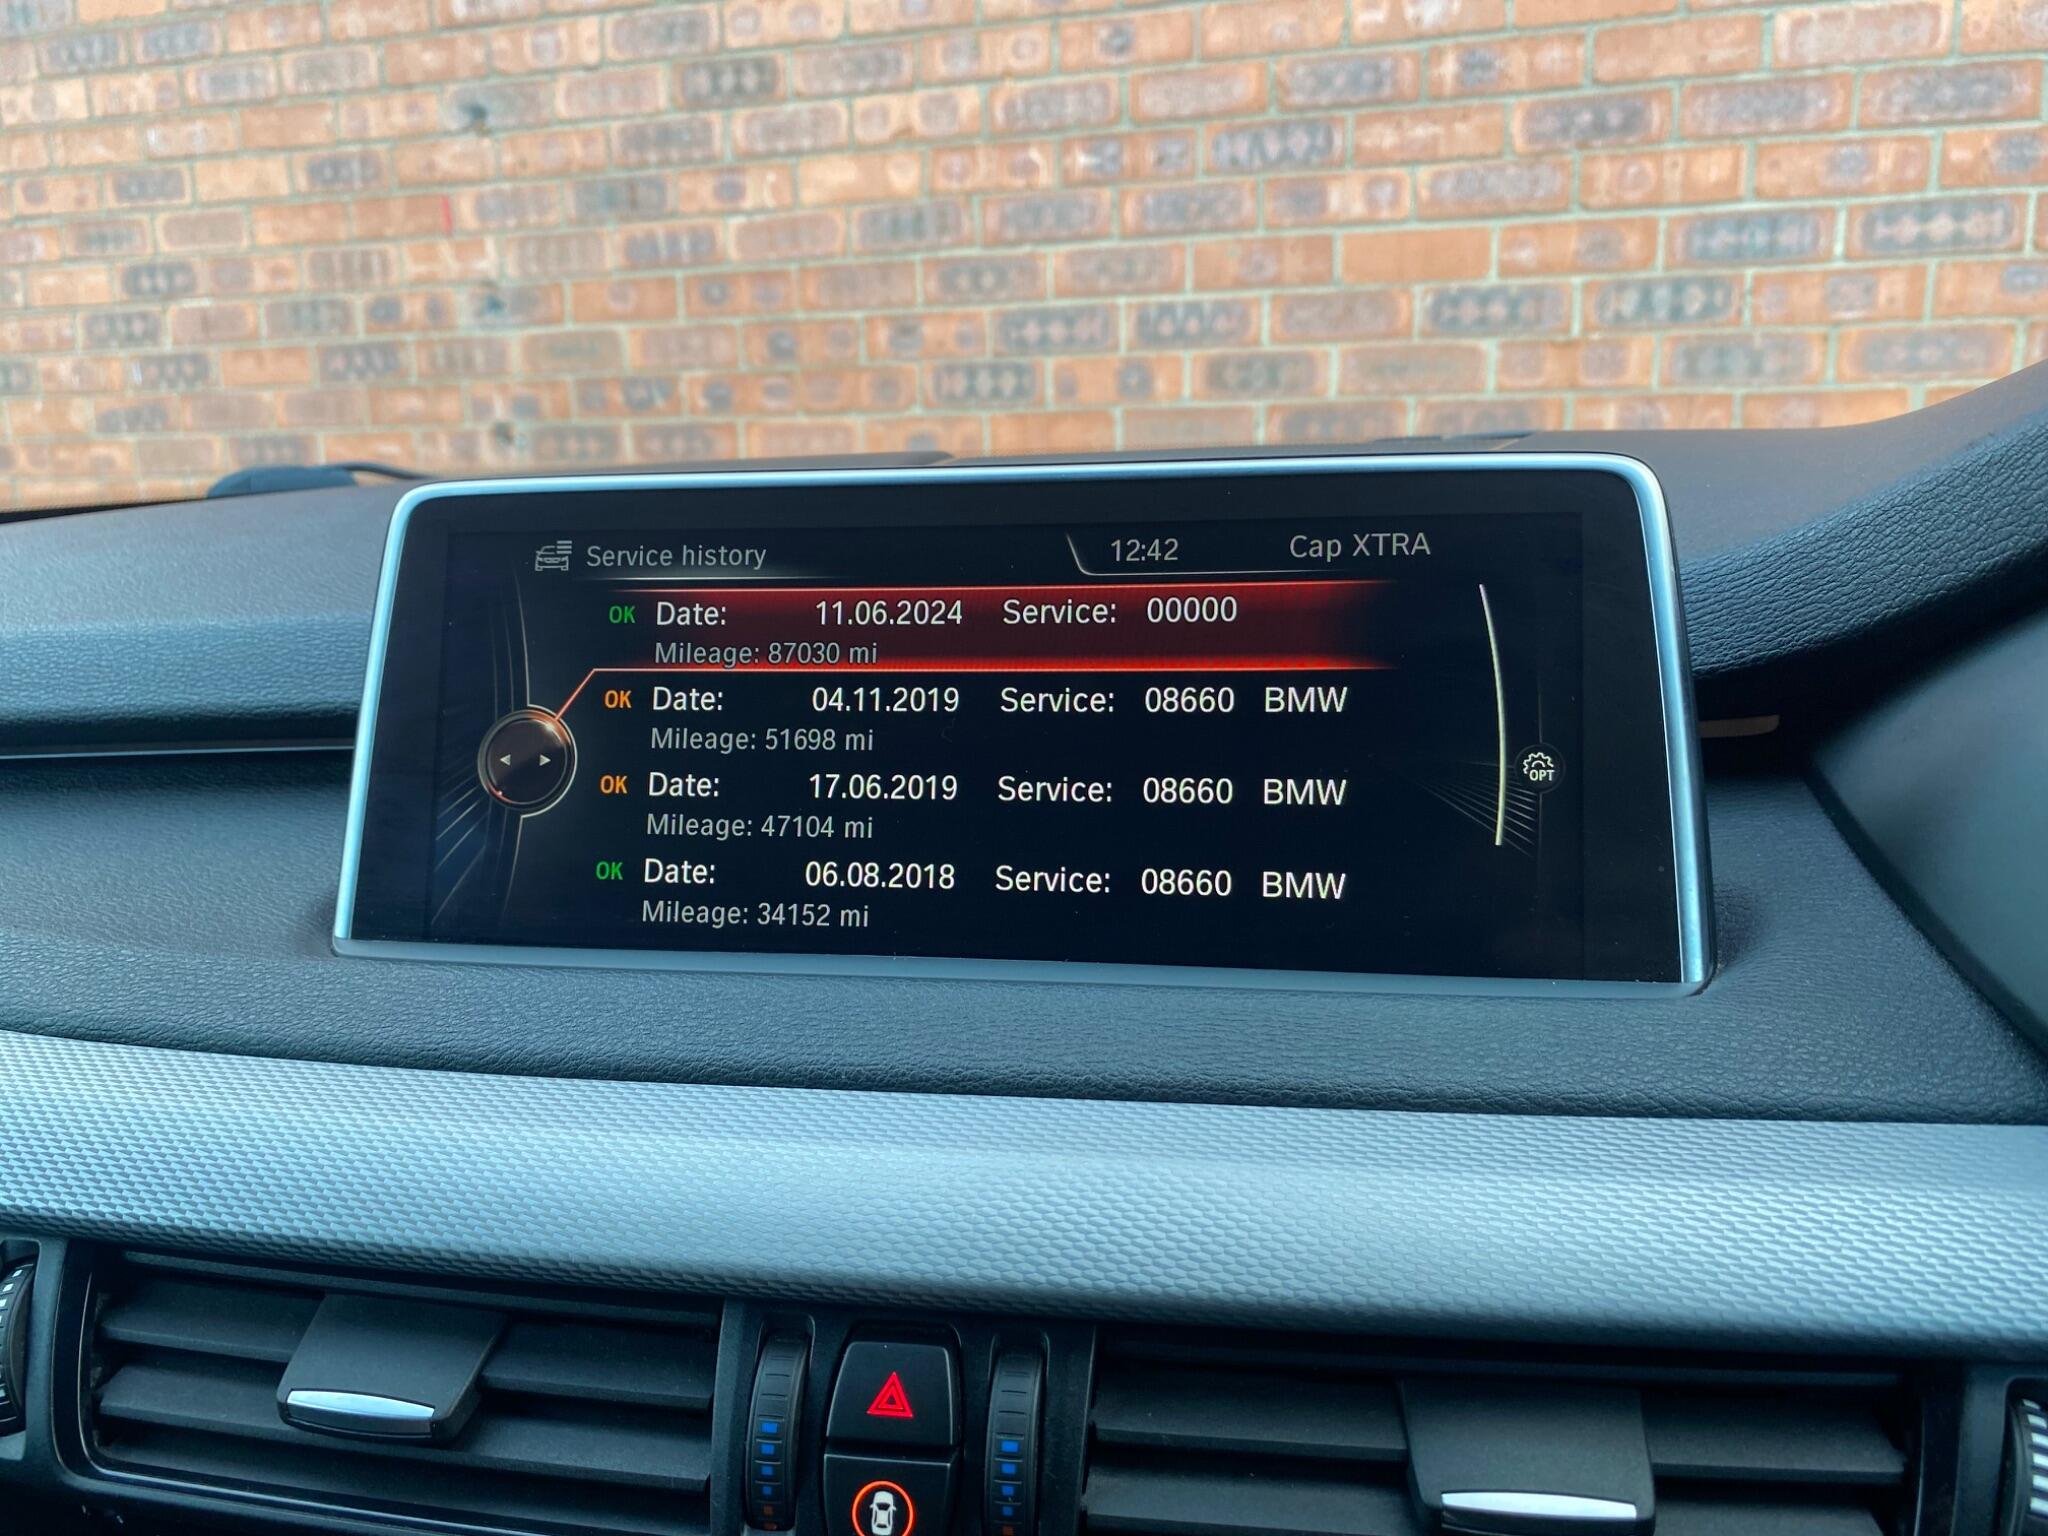 Service history 12:42 Cap XTRA
OK Date: 11.06.2024 Service: 00000
Mileage: 87030 mi
OK Date: 04.11.2019 Service: 08660 BMW
Mileage: 51698 mi
OK Date: 17.06.2019 Service: 08660 BMW
Mileage: 47104 mi
OPT
OK Date: 06.08.2018 Service: 08660 BMW
Mileage: 34152 mi